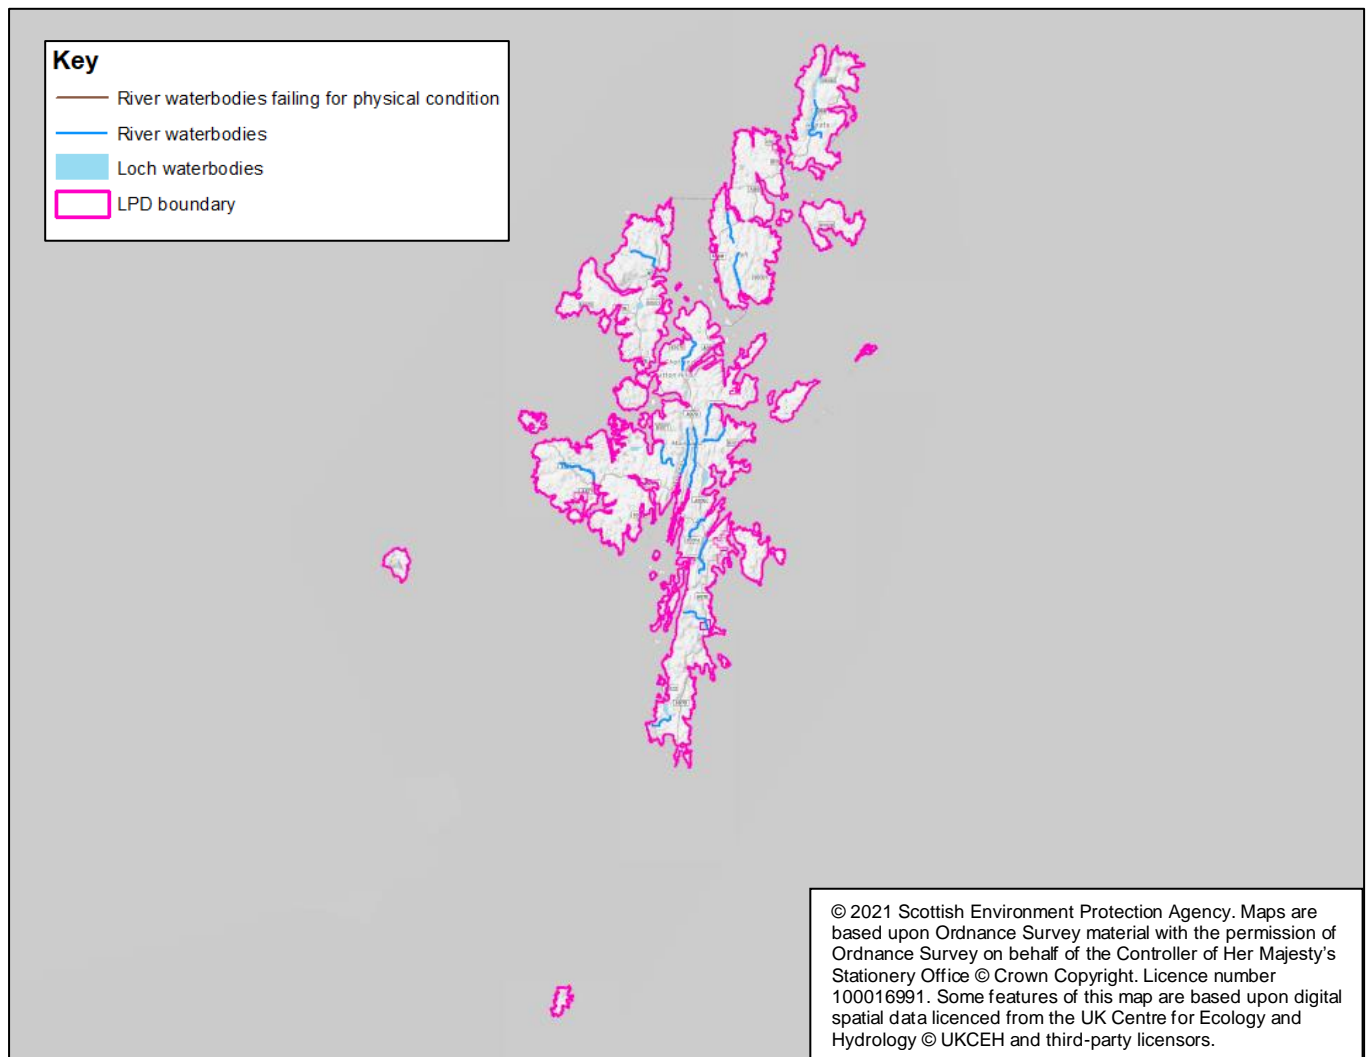 Key
River waterbodies failing for physical condition
River waterbodies
Loch waterbodies
LPD boundary
© 2021 Scottish Environment Protection Agency. Maps are
based upon Ordnance Survey material with the permission of
Ordnance Survey on behalf of the Controller of Her Majesty's
Stationery Office © Crown Copyright. Licence number
100016991. Some features of this map are based upon digital
spatial data licenced from the UK Centre for Ecology and
Hydrology © UKCEH and third-party licensors.